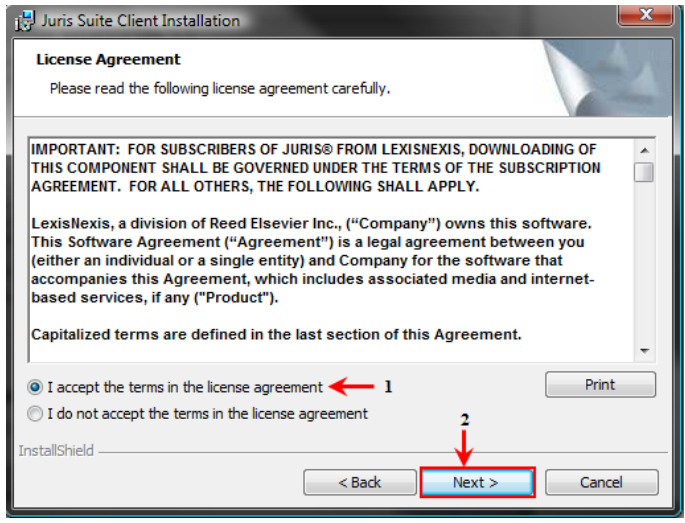 Juris Suite Client Installation
X
License Agreement
Please read the following license agreement carefully.
IMPORTANT:  FOR SUBSCRIBERS OF JURIS® FROM LEXISNEXIS, DOWNLOADING OF
THIS COMPONENT SHALL BE GOVERNED UNDER THE TERMS OF THE SUBSCRIPTION
AGREEMENT.  FOR ALL OTHERS, THE FOLLOWING SHALL APPLY.
LexisNexis, a division of Reed Elsevier Inc., (“Company”) owns this software.
This Software Agreement (“Agreement”) is a legal agreement between you
(either an individual or a single entity) and Company for the software that
accompanies this Agreement, which includes associated media and internet-
based services, if any ("Product").
Capitalized terms are defined in the last section of this Agreement.
I accept the terms in the license agreement 1
Print
I do not accept the terms in the license agreement
2
InstallShield
< Back Next > Cancel